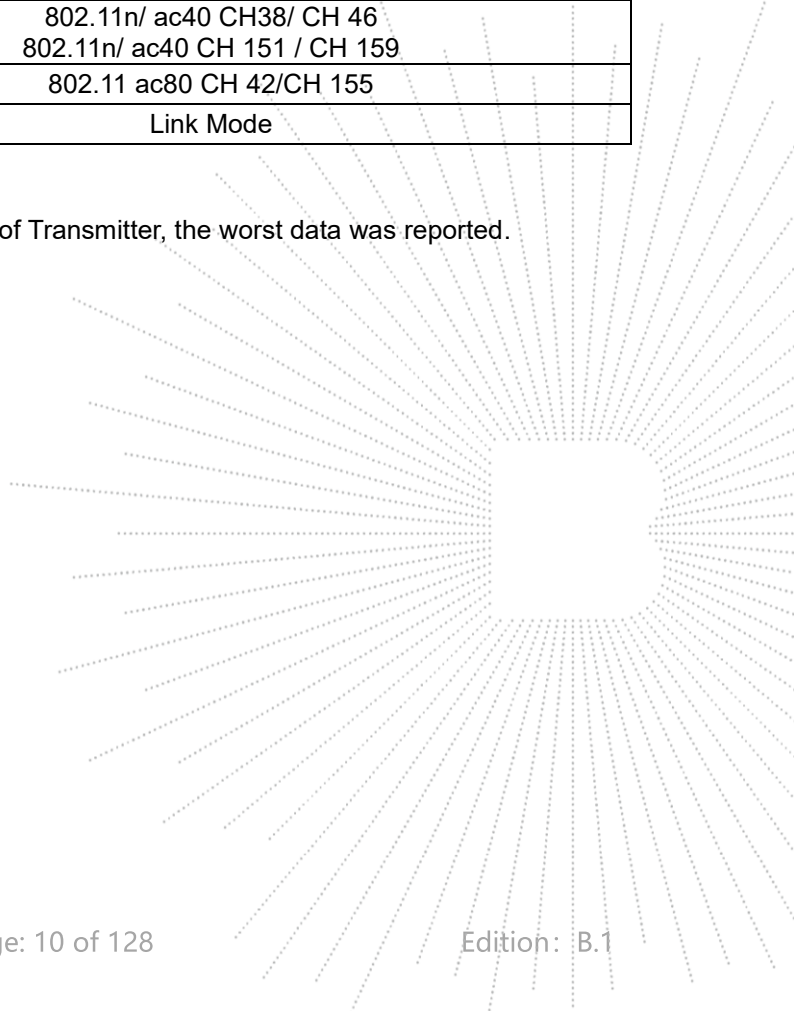 802.11n/ ac40 CH38/ CH 46
802.11n/ ac40 CH 151 / CH 159
802.11 ac80 CH 42/CH 155
Link Mode
of Transmitter, the worst data was reported.
e: 10 of 128 Edition: B.1